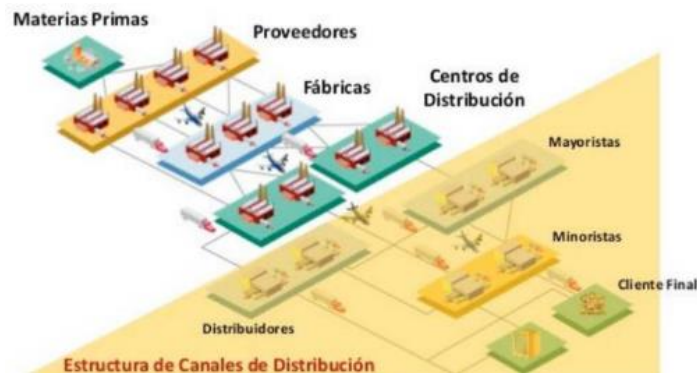 Materias Primas
Proveedores
Fábricas
Centros de
Distribución
Mayoristas
Minoristas
Cliente Final
Distribuidores
Estructura de Canales de Distribución